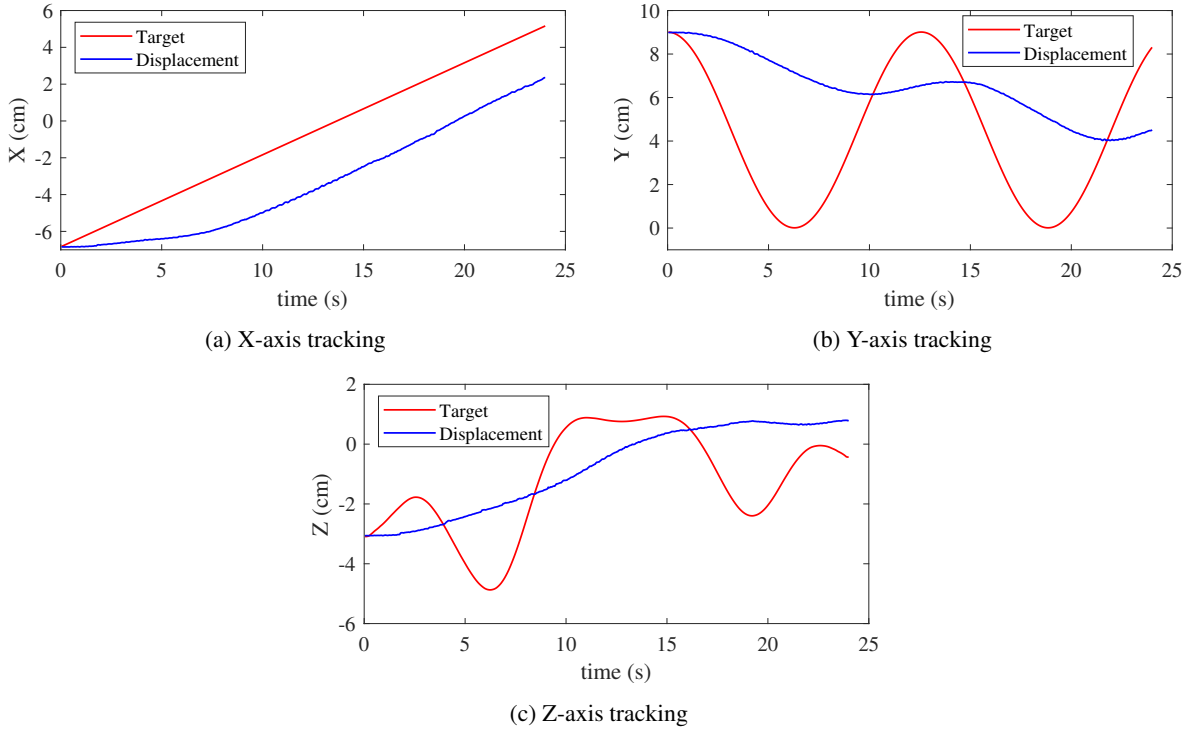 6
4
2
0
-2
-4
-6
X (cm)
Target
Displacement
0 5 10 15 20 25
time (s)
(a) X-axis tracking
10
8
6
4
2
0
Y (cm)
Target
Displacement
0 5 10 15 20 25
time (s)
(b) Y-axis tracking
2
0
-2
-4
-6
Z (cm)
Target
Displacement
0 5 10 15 20 25
time (s)
(c) Z-axis tracking